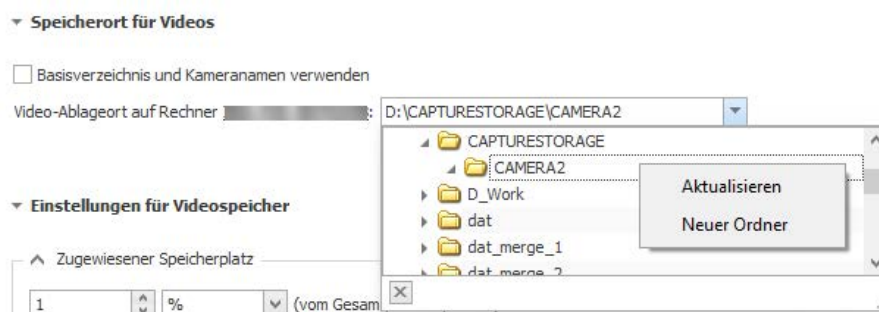 Speicherort für Videos
Basisverzeichnis und Kameranamen verwenden
Video-Ablageort auf Rechner : D:\CAPTURESTORAGE\CAMERA2
CAPTURESTORAGE
CAMERA2
Aktualisieren
D_Work
Neuer Ordner
Einstellungen für Videospeicher
dat
dat_merge_1
Zugewiesener Speicherplatz
dat_merge_2
1 % (vom Gesam